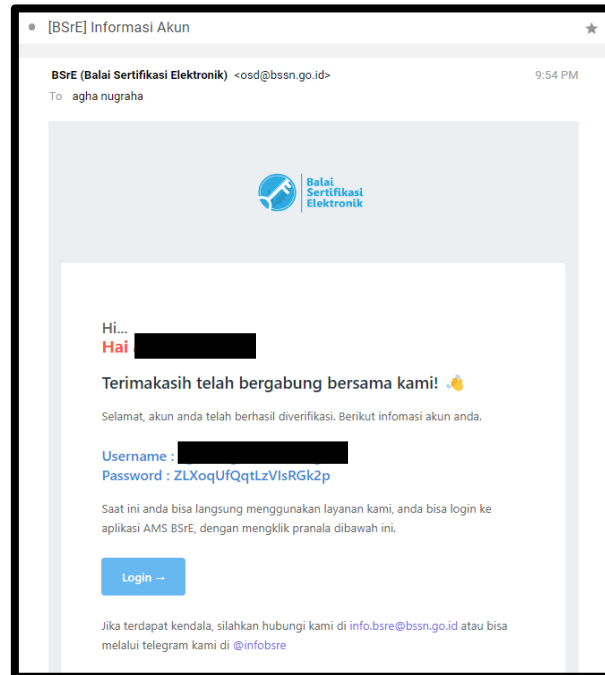 [BSrE] Informasi Akun
BSrE (Balai Sertifikasi Elektronik) <osd@bssn.go.id> 9:54 PM
To agha nugraha
Balai
Sertifikasi
Elektronik
Hi...
Hai
Terimakasih telah bergabung bersama kami! 👋
Selamat, akun anda telah berhasil diverifikasi. Berikut infomasi akun anda.
Username :
Password : ZLXoqUfQqtLzVlsRGk2p
Saat ini anda bisa langsung menggunakan layanan kami, anda bisa login ke
aplikasi AMS BSrE, dengan mengklik pranala dibawah ini.
Login →
Jika terdapat kendala, silahkan hubungi kami di info.bsre@bssn.go.id atau bisa
melalui telegram kami di @infobsre